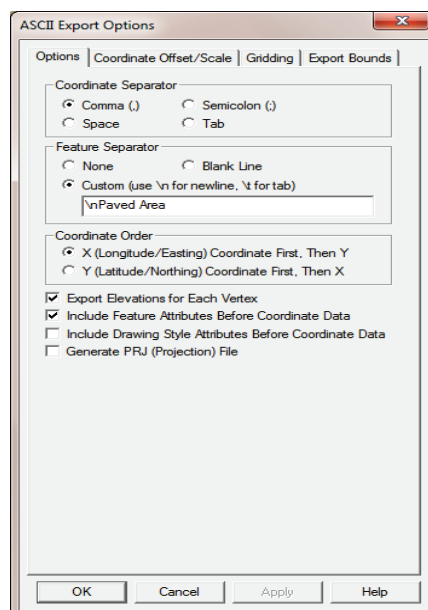 ASCII Export Options
Options Coordinate Offset/Scale Gridding Export Bounds
Coordinate Separator
Comma (,) Semicolon (;)
Space Tab
Feature Separator
None Blank Line
Custom (use \n for newline, \t for tab)
\nPaved Area
Coordinate Order
X (Longitude/Easting) Coordinate First, Then Y
Y (Latitude/Northing) Coordinate First, Then X
Export Elevations for Each Vertex
Include Feature Attributes Before Coordinate Data
Include Drawing Style Attributes Before Coordinate Data
Generate PRJ (Projection) File
OK Cancel Apply Help